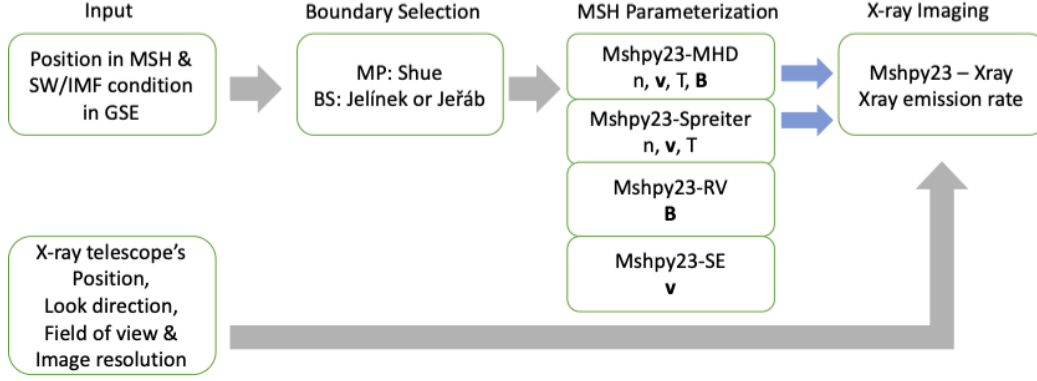 Input
Boundary Selection
MSH Parameterization
X-ray Imaging
Position in MSH &
SW/IMF condition
in GSE
MP: Shue
BS: Jelínek or Jeřáb
Mshpy23-MHD
n, v, T, B
Mshpy23-Spreiter
n, v, T
Mshpy23-RV
B
Mshpy23-SE
v
Mshpy23 – Xray
Xray emission rate
X-ray telescope's
Position,
Look direction,
Field of view &
Image resolution